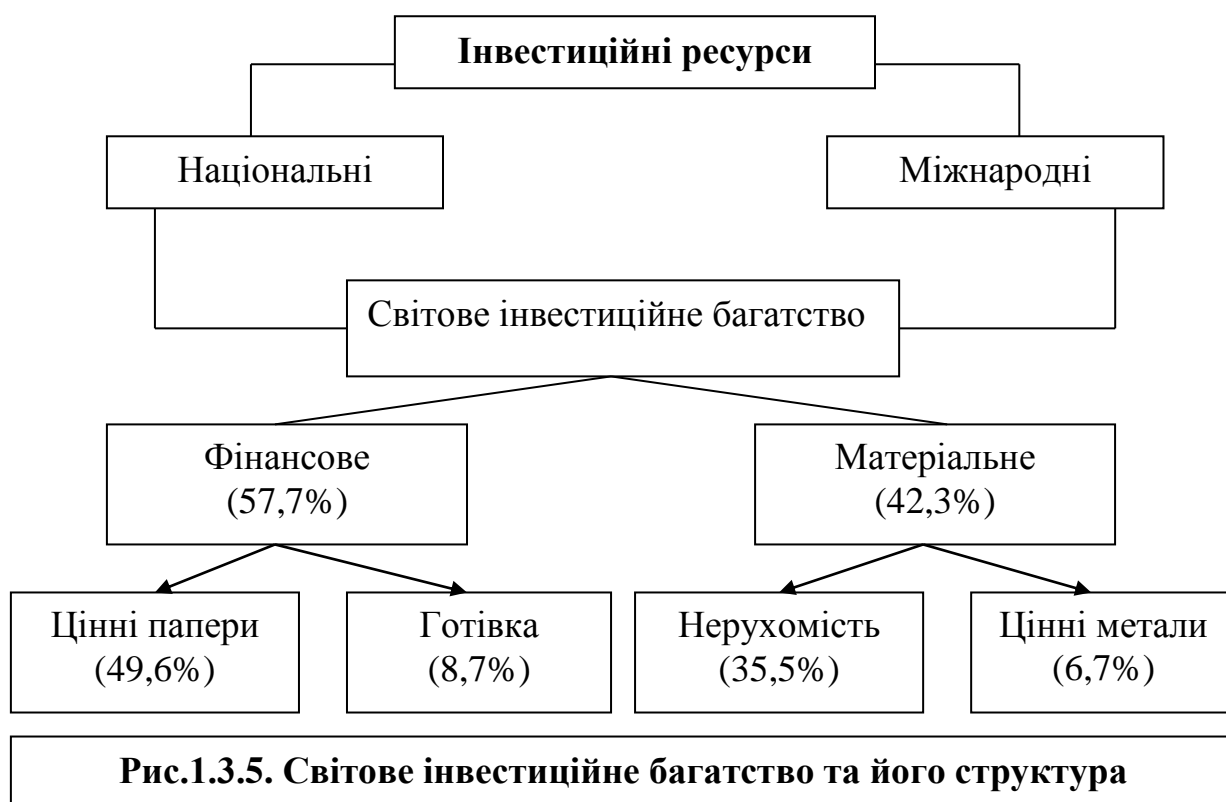 Інвестиційні ресурси
Національні
Міжнародні
Світове інвестиційне багатство
Фінансове
(57,7%)
Матеріальне
(42,3%)
Цінні папери
(49,6%)
Готівка
(8,7%)
Нерухомість
(35,5%)
Цінні метали
(6,7%)
Рис.1.3.5. Світове інвестиційне багатство та його структура